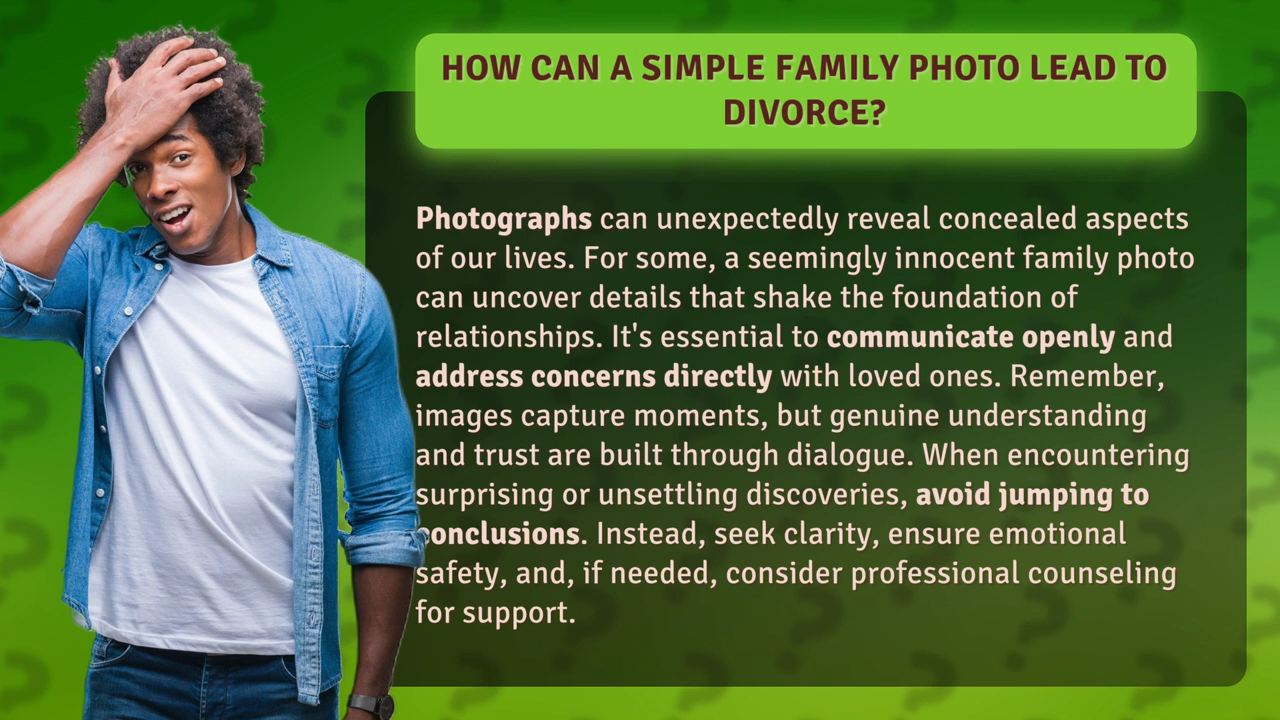 HOW CAN A SIMPLE FAMILY PHOTO LEAD TO
DIVORCE?
Photographs can unexpectedly reveal concealed aspects
of our lives. For some, a seemingly innocent family photo
can uncover details that shake the foundation of
relationships. It's essential to communicate openly and
address concerns directly with loved ones. Remember,
images capture moments, but genuine understanding
and trust are built through dialogue. When encountering
surprising or unsettling discoveries, avoid jumping to
conclusions. Instead, seek clarity, ensure emotional
safety, and, if needed, consider professional counseling
for support.